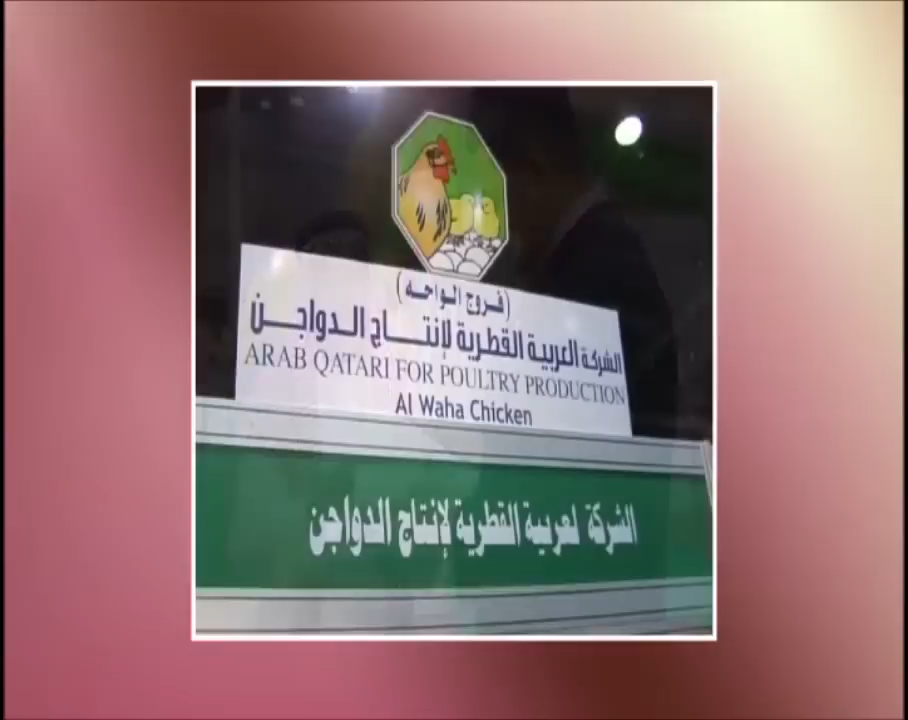 (فروج الواحه)
الشركة العربية القطرية لإنتاج الدواجن
ARAB QATARI FOR POULTRY PRODUCTION
Al Waha Chicken
الشركة لعربية القطرية لإنتاج الدواجن